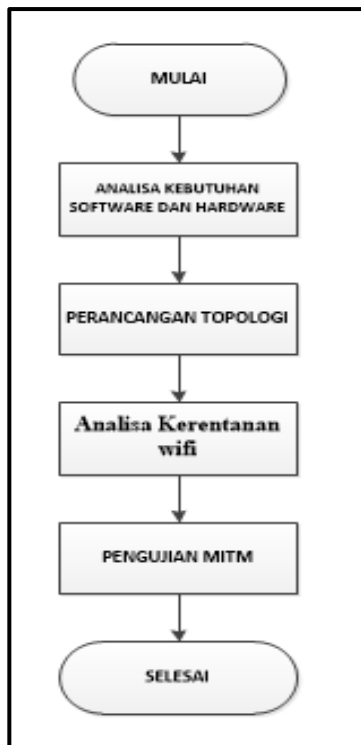 MULAI
ANALISA KEBUTUHAN
SOFTWARE DAN HARDWARE
PERANCANGAN TOPOLOGI
Analisa Kerentanan
wifi
PENGUJIAN MITM
SELESAI